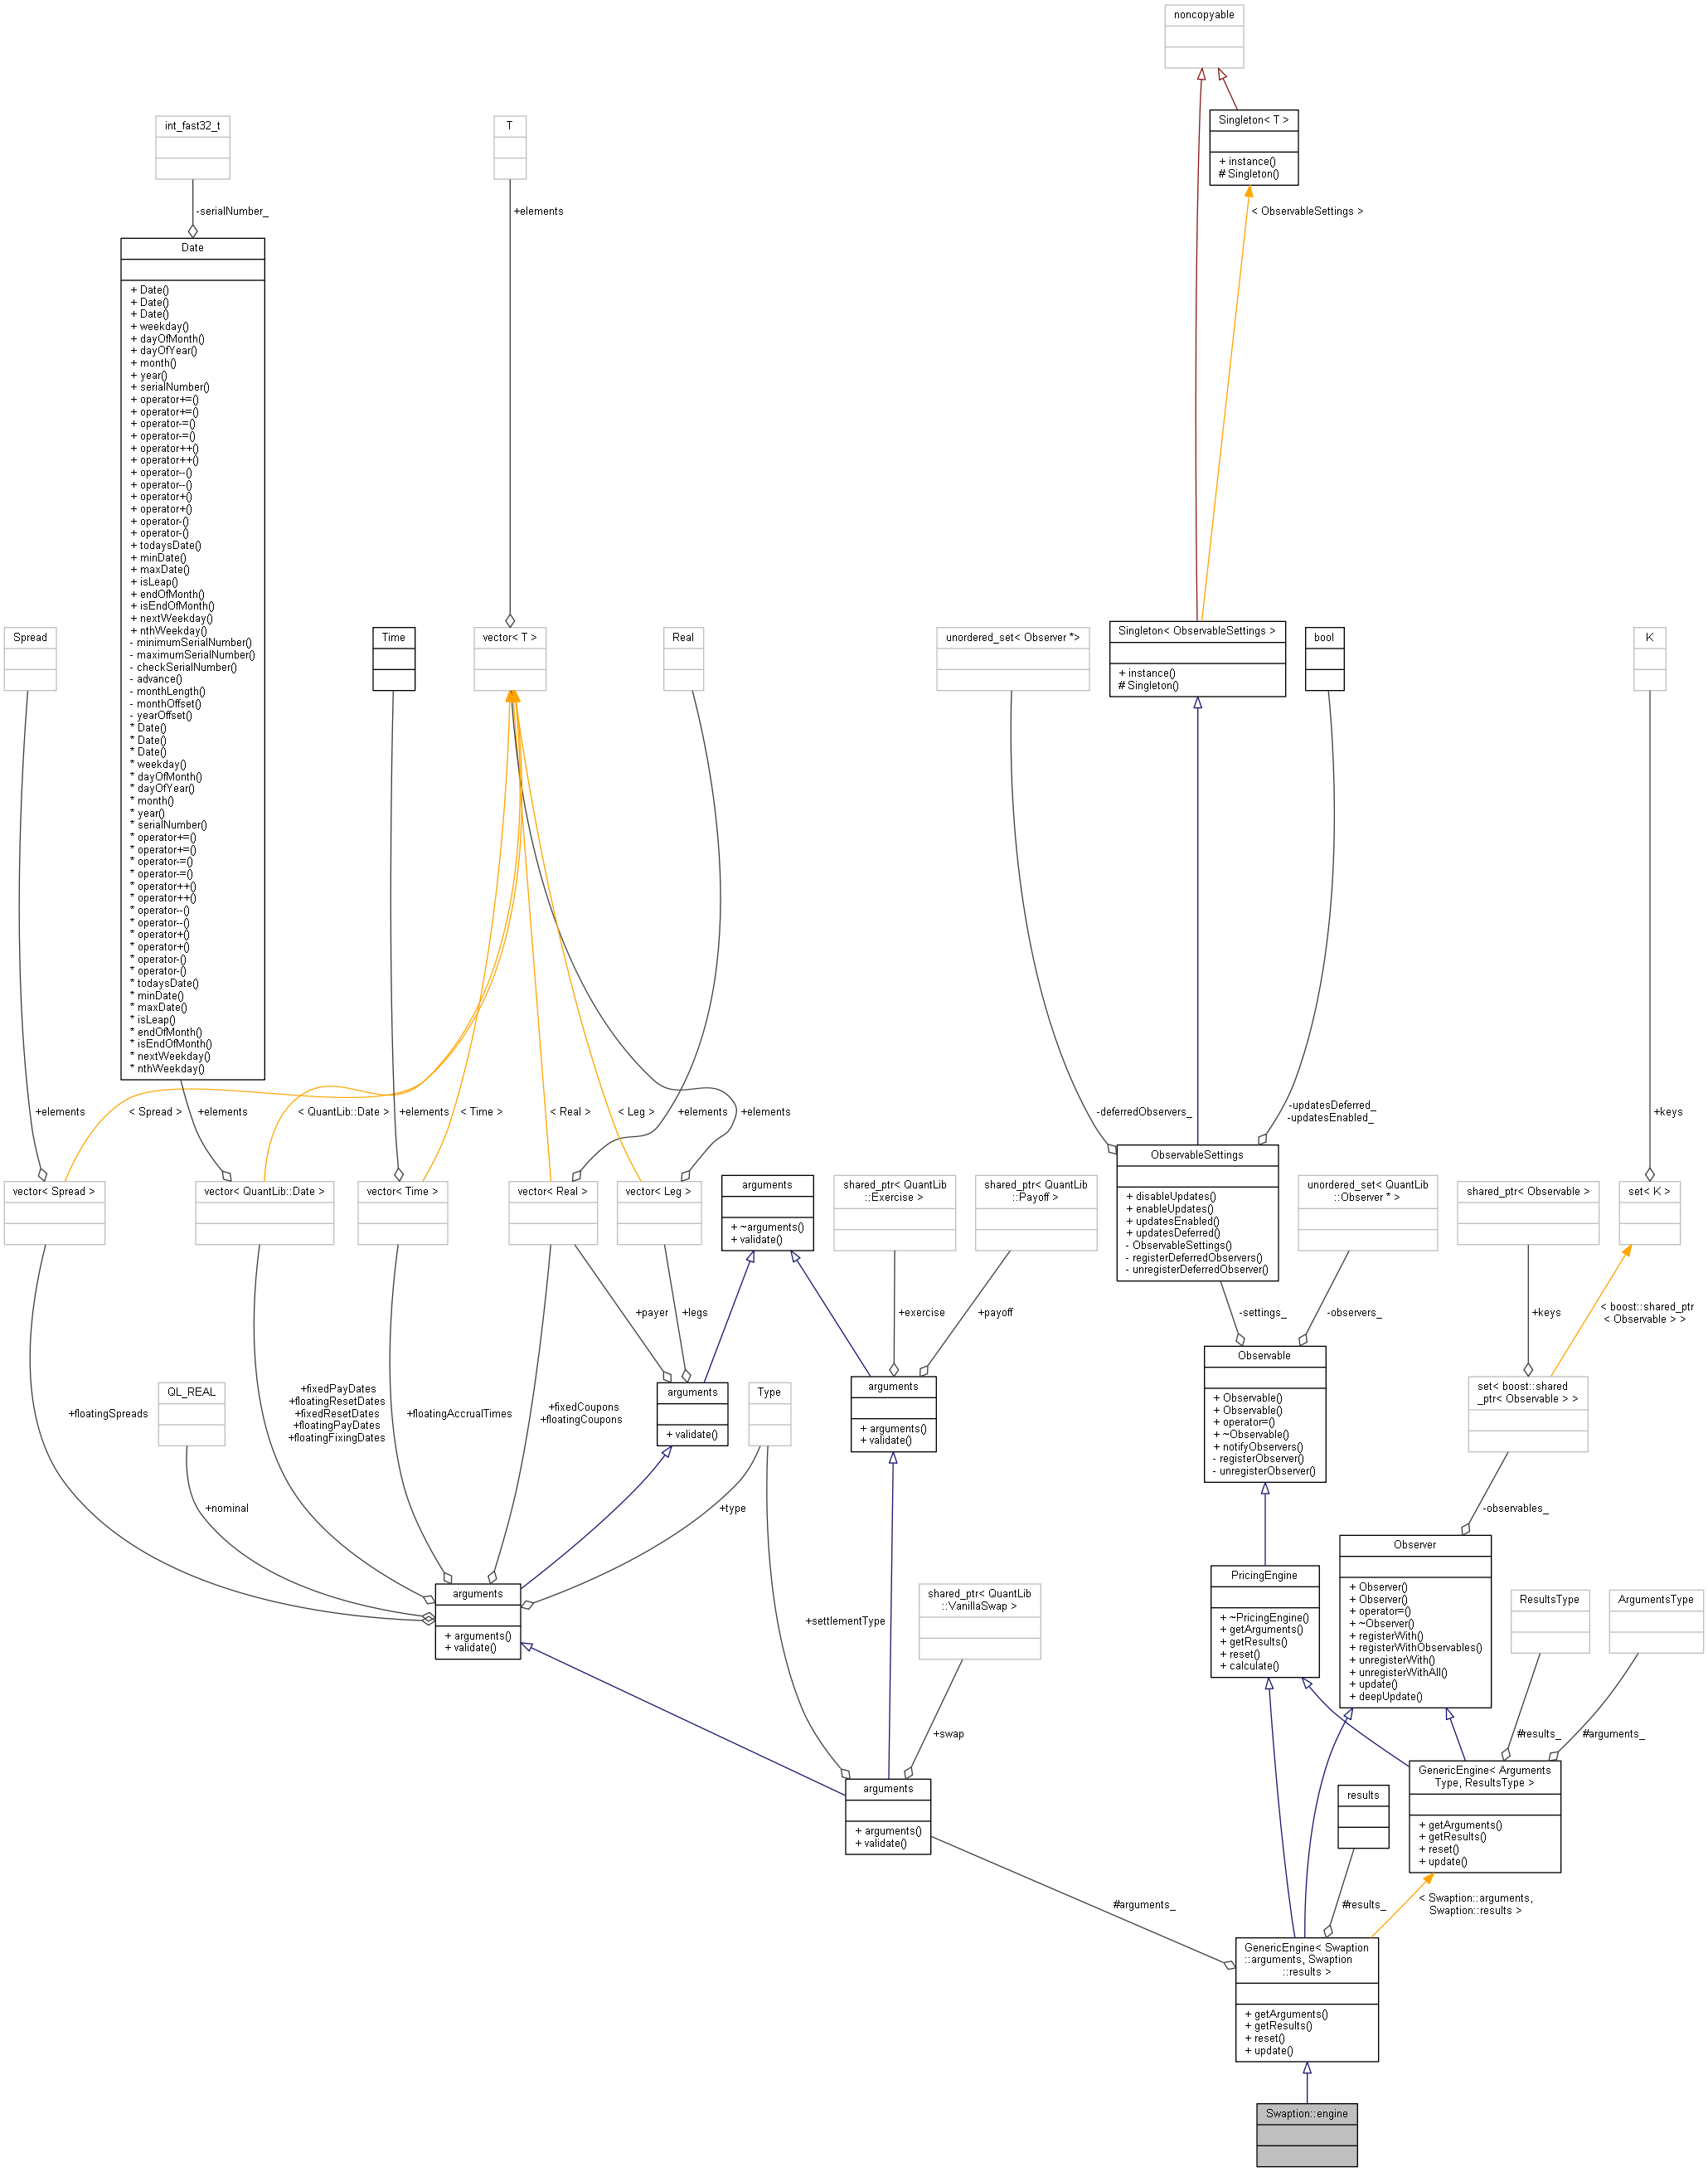 noncopyable
Singleton< T >
+ instance()
# Singleton()
int_fast32_t
T
-serialNumber_
+elements
< ObservableSettings >
Date
+ Date()
+ Date()
+ Date()
+ weekday()
+ dayOfMonth()
+ dayOfYear()
+ month()
+ year()
+ serialNumber()
+ operator+=()
+ operator+=()
+ operator-=()
+ operator-=()
+ operator++()
+ operator++()
+ operator--()
+ operator--()
+ operator+()
+ operator+()
+ operator-()
+ operator-()
+ todaysDate()
+ minDate()
+ maxDate()
+ isLeap()
+ endOfMonth()
+ isEndOfMonth()
+ nextWeekday()
+ nthWeekday()
- minimumSerialNumber()
- maximumSerialNumber()
- checkSerialNumber()
- advance()
- monthLength()
- monthOffset()
- yearOffset()
* Date()
* Date()
* Date()
* weekday()
* dayOfMonth()
* dayOfYear()
* month()
* year()
* serialNumber()
* operator+=()
* operator+=()
* operator-=()
* operator-=()
* operator++()
* operator++()
* operator--()
* operator--()
* operator+()
* operator+()
* operator-()
* operator-()
* todaysDate()
* minDate()
* maxDate()
* isLeap()
* endOfMonth()
* isEndOfMonth()
* nextWeekday()
* nthWeekday()
Spread
Time
vector< T >
Real
unordered_set< Observer *>
Singleton< ObservableSettings >
+ instance()
# Singleton()
bool
K
+elements
< Spread >
+elements
< QuantLib::Date >
+elements
< Time >
< Real >
< Leg >
+elements
+elements
-deferredObservers_
-updatesDeferred_
-updatesEnabled_
+keys
vector< Spread >
vector< QuantLib::Date >
vector< Time >
vector< Real >
vector< Leg >
arguments
+ ~arguments()
+ validate()
shared_ptr< QuantLib
::Exercise >
shared_ptr< QuantLib
::Payoff >
ObservableSettings
+ disableUpdates()
+ enableUpdates()
+ updatesEnabled()
+ updatesDeferred()
- ObservableSettings()
- registerDeferredObservers()
- unregisterDeferredObserver()
unordered_set< QuantLib
::Observer * >
shared_ptr< Observable >
set< K >
+payer
+legs
+exercise
+payoff
-settings_
-observers_
+keys
< boost::shared_ptr
< Observable > >
QL_REAL
+floatingSpreads
+fixedPayDates
+floatingResetDates
+fixedResetDates
+floatingPayDates
+floatingFixingDates
+floatingAccrualTimes
+fixedCoupons
+floatingCoupons
arguments
+ validate()
Type
arguments
+ arguments()
+ validate()
Observable
+ Observable()
+ Observable()
+ operator=()
+ ~Observable()
+ notifyObservers()
- registerObserver()
- unregisterObserver()
set< boost::shared
_ptr< Observable > >
+nominal
+type
-observables_
arguments
+ arguments()
+ validate()
+settlementType
shared_ptr< QuantLib
::VanillaSwap >
PricingEngine
+ ~PricingEngine()
+ getArguments()
+ getResults()
+ reset()
+ calculate()
Observer
+ Observer()
+ Observer()
+ operator=()
+ ~Observer()
+ registerWith()
+ registerWithObservables()
+ unregisterWith()
+ unregisterWithAll()
+ update()
+ deepUpdate()
ResultsType
ArgumentsType
+swap
#results_
#arguments_
arguments
+ arguments()
+ validate()
results
GenericEngine< Arguments
Type, ResultsType >
+ getArguments()
+ getResults()
+ reset()
+ update()
#arguments_
#results_
< Swaption::arguments,
Swaption::results >
GenericEngine< Swaption
::arguments, Swaption
::results >
+ getArguments()
+ getResults()
+ reset()
+ update()
Swaption::engine